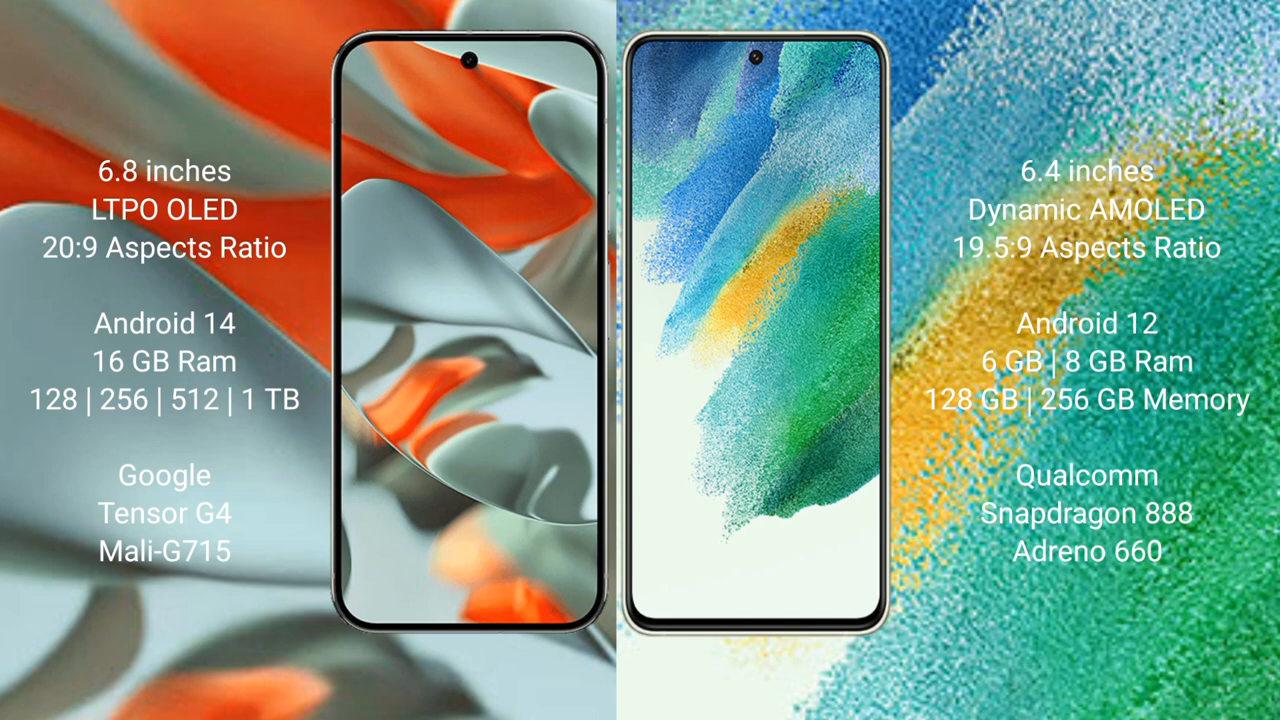 6.8 inches
LTPO OLED
20:9 Aspects Ratio
Android 14
16 GB Ram
128 | 256 | 512 | 1 TB
Google
Tensor G4
Mali-G715
6.4 inches
Dynamic AMOLED
19.5:9 Aspects Ratio
Android 12
6 GB | 8 GB Ram
128 GB | 256 GB Memory
Qualcomm
Snapdragon 888
Adreno 660